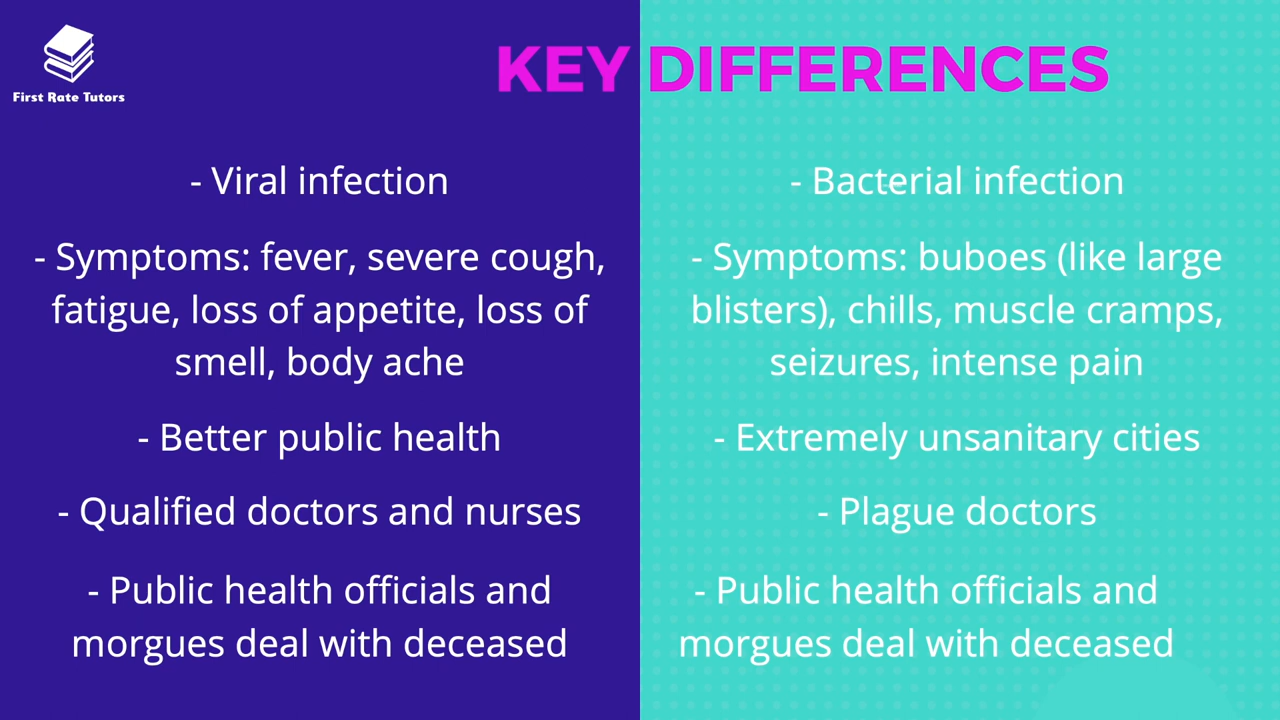 First Rate Tutors
KEY DIFFERENCES
- Viral infection
- Symptoms: fever, severe cough,
fatigue, loss of appetite, loss of
smell, body ache
- Better public health
- Qualified doctors and nurses
- Public health officials and
morgues deal with deceased
- Bacterial infection
- Symptoms: buboes (like large
blisters), chills, muscle cramps,
seizures, intense pain
- Extremely unsanitary cities
- Plague doctors
- Public health officials and
morgues deal with deceased